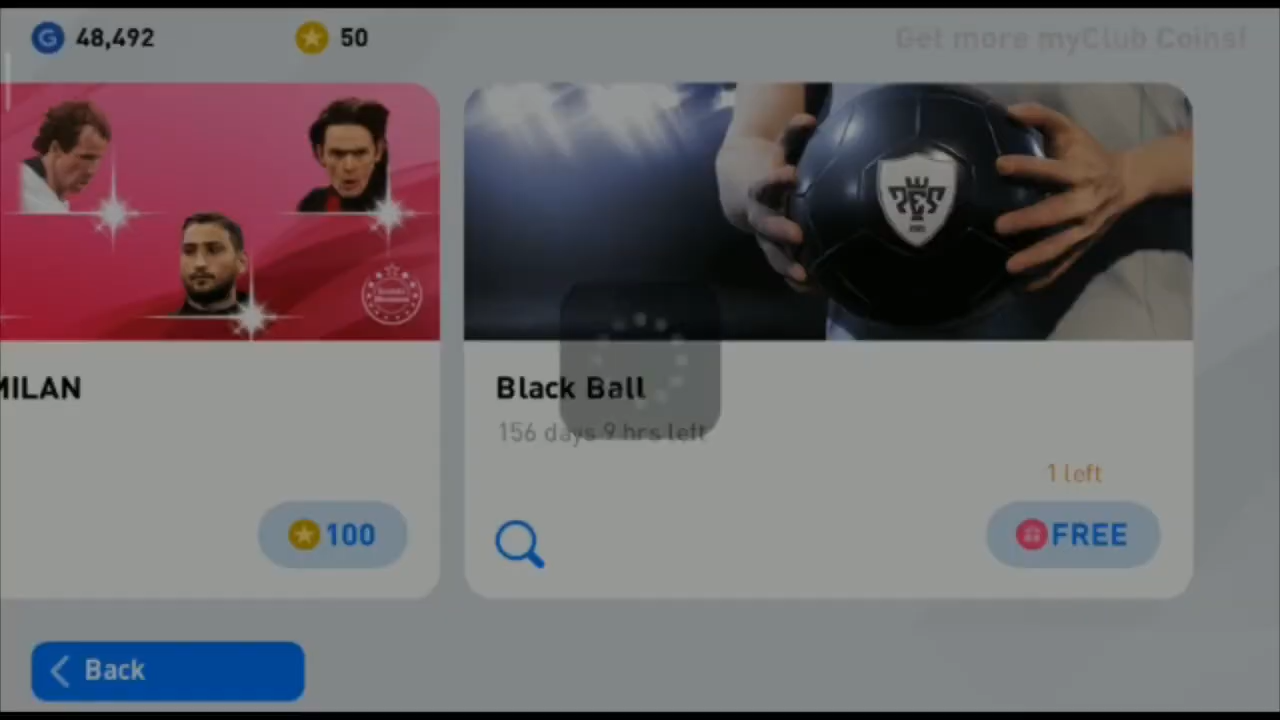 48,492
50
Get more myClub Coins!
PES
MILAN
100
Black Ball
156 days 9 hrs left
1 left
FREE
Back